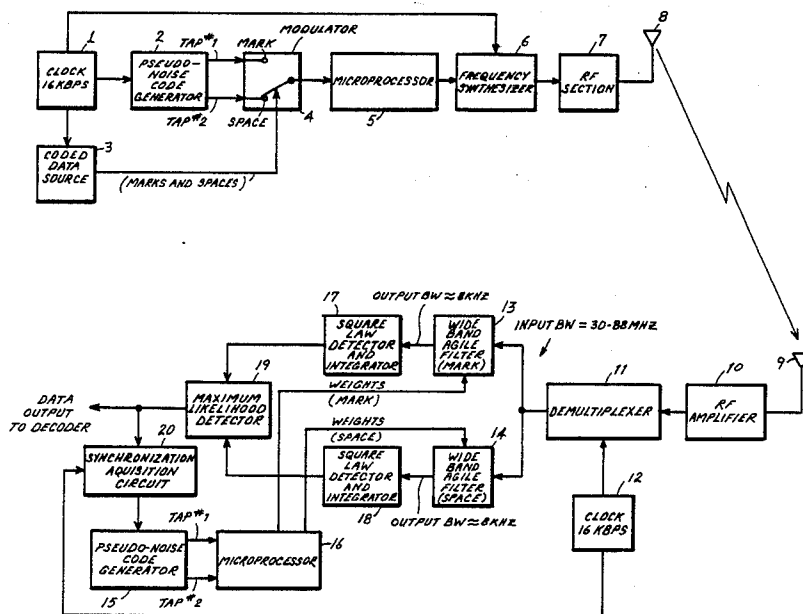 8
1
CLOCK
16 KBPS
2
PSEUDO-
NOISE
CODE
GENERATOR
TAP #1
TAP #2
MARK
SPACE
MODULATOR
4
MICROPROCESSOR
5
6
FREQUENCY
SYNTHESIZER
7
RF
SECTION
3
CODED
DATA
SOURCE
(MARKS AND SPACES)
17
SQUARE
LAW
DETECTOR
AND
INTEGRATOR
OUTPUT BW≈8KHZ
13
WIDE
BAND
AGILE
FILTER
(MARK)
INPUT BW = 30-88MHZ
9
10
RF
AMPLIFIER
11
DEMULTIPLEXER
19
MAXIMUM
LIKELIHOOD
DETECTOR
WEIGHTS
(MARK)
WEIGHTS
(SPACE)
DATA
OUTPUT
TO DECODER
20
SYNCHRONIZATION
AQUISITION
CIRCUIT
SQUARE
LAW
DETECTOR
AND
INTEGRATOR
18
14
WIDE
BAND
AGILE
FILTER
(SPACE)
OUTPUT BW≈8KHZ
12
CLOCK
16 KBPS
PSEUDO-NOISE
CODE
GENERATOR
15
TAP #1
TAP #2
MICROPROCESSOR
16